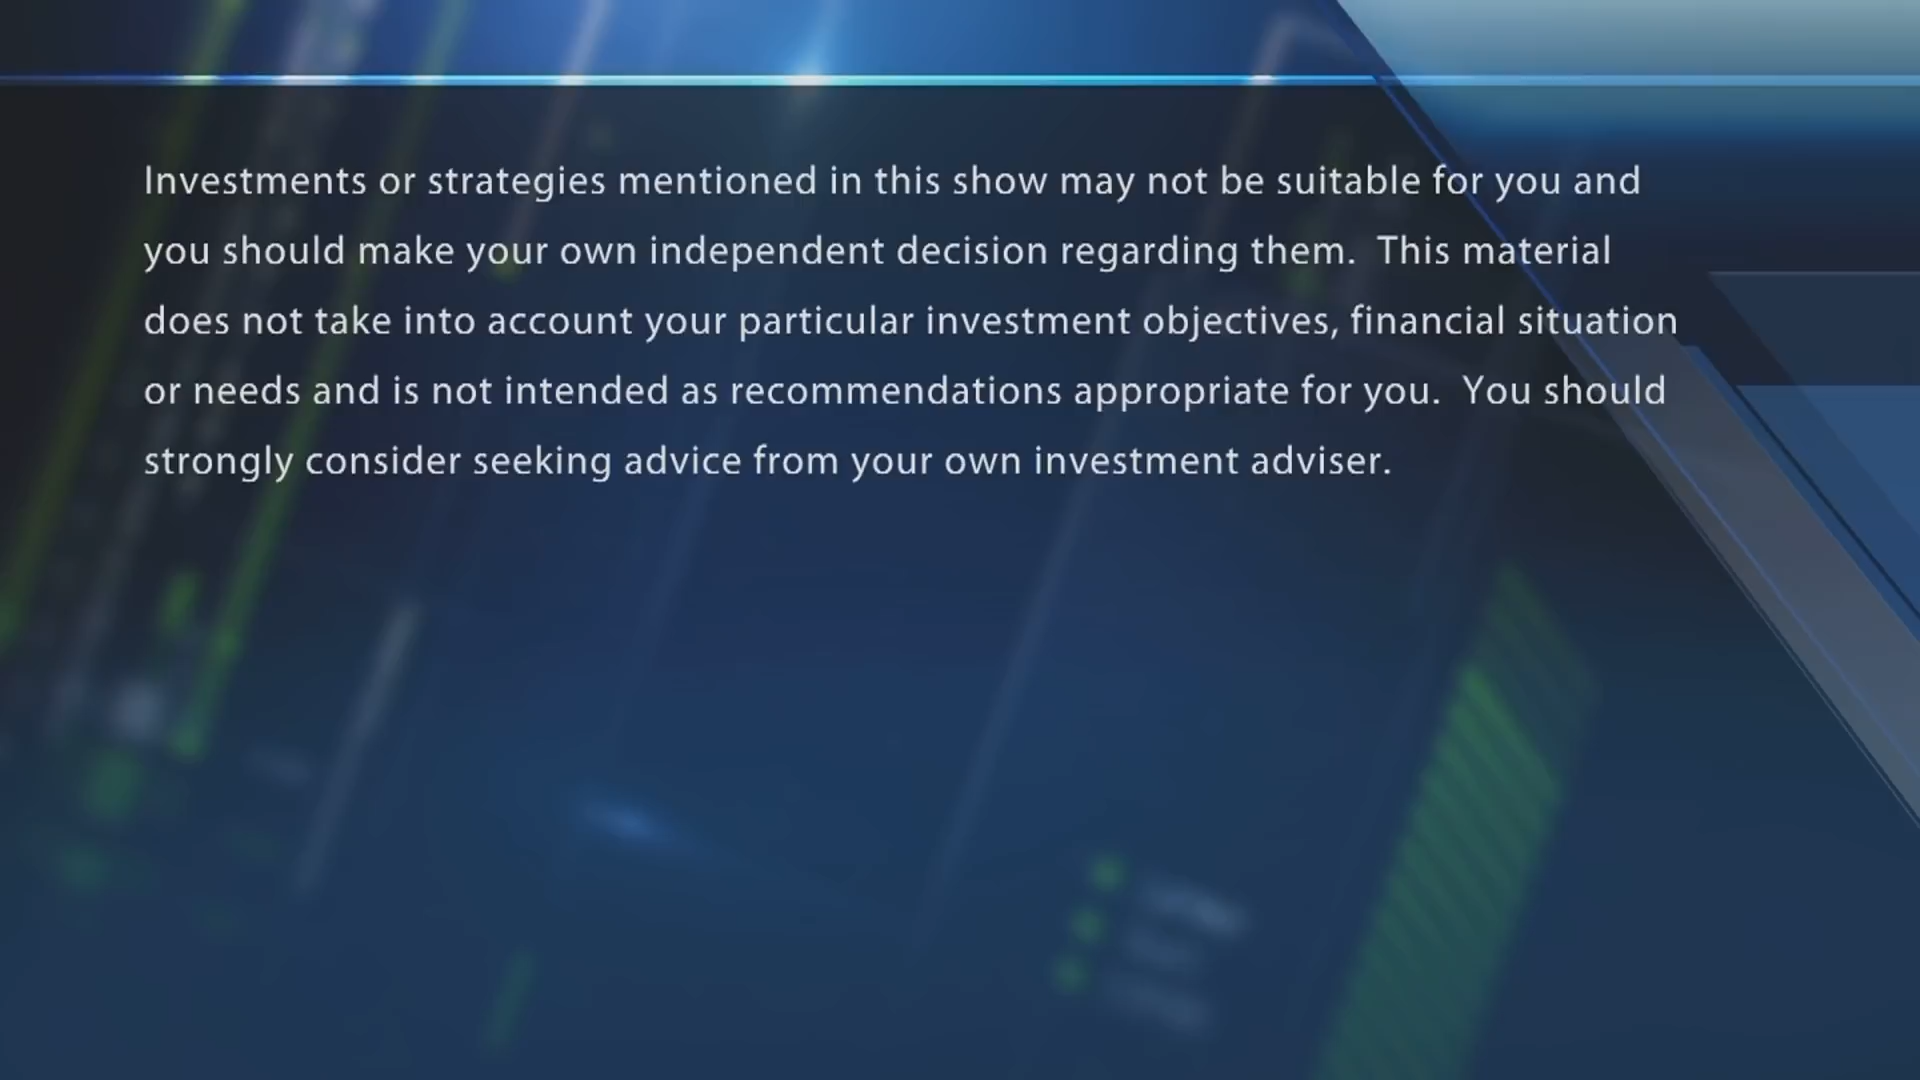 Investments or strategies mentioned in this show may not be suitable for you and
you should make your own independent decision regarding them.  This material
does not take into account your particular investment objectives, financial situation
or needs and is not intended as recommendations appropriate for you.  You should
strongly consider seeking advice from your own investment adviser.